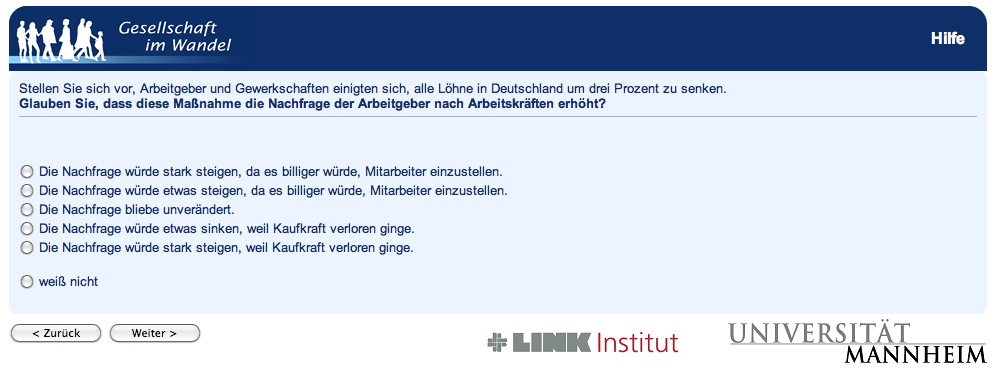 Gesellschaft
im Wandel
Hilfe
Stellen Sie sich vor, Arbeitgeber und Gewerkschaften einigten sich, alle Löhne in Deutschland um drei Prozent zu senken.
Glauben Sie, dass diese Maßnahme die Nachfrage der Arbeitgeber nach Arbeitskräften erhöht?
Die Nachfrage würde stark steigen, da es billiger würde, Mitarbeiter einzustellen.
Die Nachfrage würde etwas steigen, da es billiger würde, Mitarbeiter einzustellen.
Die Nachfrage bliebe unverändert.
Die Nachfrage würde etwas sinken, weil Kaufkraft verloren ginge.
Die Nachfrage würde stark steigen, weil Kaufkraft verloren ginge.
weiß nicht
< Zurück
Weiter >
LINK Institut
UNIVERSITÄT
MANNHEIM